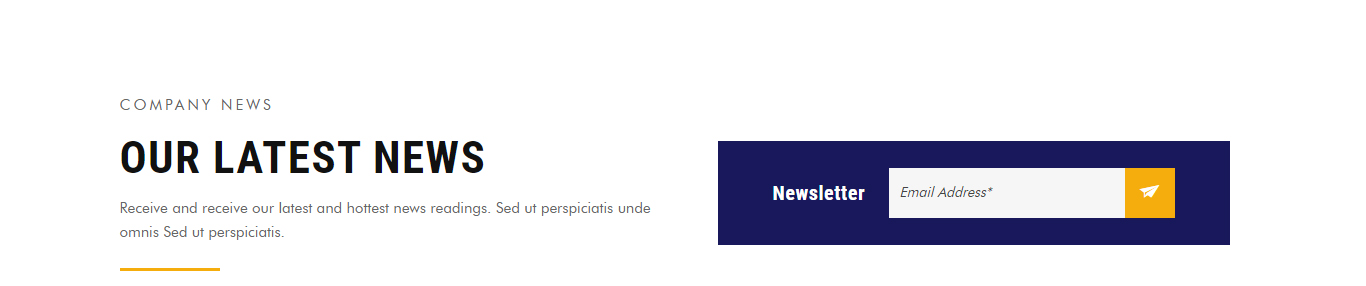 COMPANY NEWS
OUR LATEST NEWS
Receive and receive our latest and hottest news readings. Sed ut perspiciatis unde
omnis Sed ut perspiciatis.
Newsletter
Email Address*